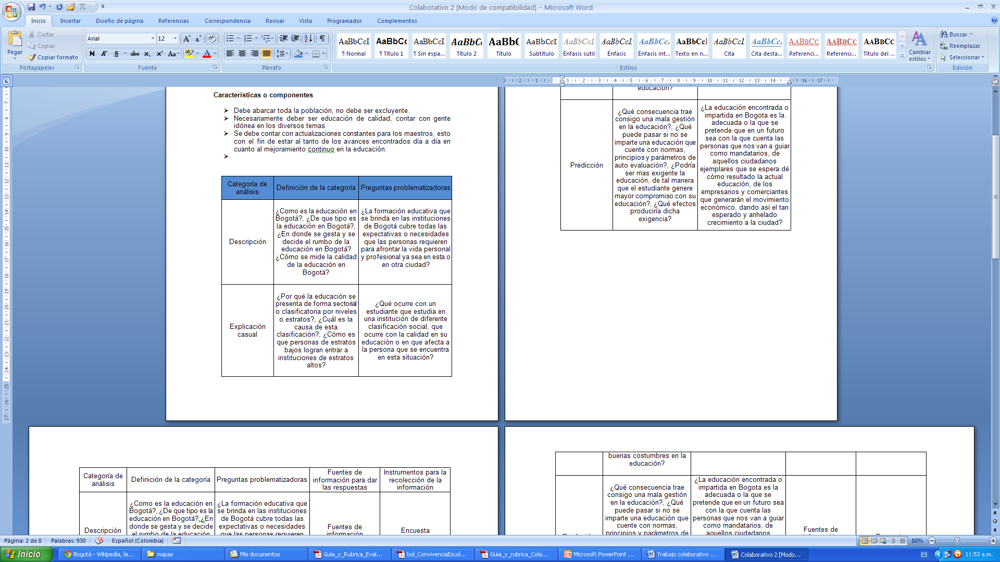 Colaborativo 2 [Modo de compatibilidad] - Microsoft Word
Inicio Insertar Diseño de página Referencias Correspondencia Revisar Vista Programador Complementos
Pegar
Cortar
Copiar
Copiar formato
Portapapeles
Arial 12
Fuente
Párrafo
AaBbCcI AaBbCc AaBbCcI AaBbC AaBbC AaBbCcI AaBbCcI AaBbCcL AaBbCc. AaBbCcI AaBbCcL AaBbCcI AABBCC AABBCC AABBCC
¶ Normal ¶ Título 1 ¶ Sin espa... Título 2 Título Subtítulo Énfasis sutil Énfasis Énfasis int... Texto en n... Cita Cita desta... Referenci... Referenci... Título del ...
Estilos
Cambiar
estilos
Buscar
Reemplazar
Seleccionar
Edición
Características o componentes
Debe abarcar toda la población, no debe ser excluyente.
Necesariamente deber ser educación de calidad, contar con gente
idónea en los diversos temas.
Se debe contar con actualizaciones constantes para los maestros, esto
con el fin de estar al tanto de los avances encontrados día a día en
cuanto al mejoramiento continuo en la educación.
Categoría de
análisis
Definición de la categoría
Preguntas problematizadoras
Descripción
¿Como es la educación en
Bogotá?, ¿De que tipo es
la educación en Bogotá?,
¿En donde se gesta y se
decide el rumbo de la
educación en Bogotá?
¿Cómo se mide la calidad
de la educación en
Bogotá?
¿La formación educativa que
se brinda en las instituciones
de Bogotá cubre todas las
expectativas o necesidades
que las personas requieren
para afrontar la vida personal
y profesional ya sea en esta o
en otra ciudad?
Explicación
casual
¿Por qué la educación se
presenta de forma sectorial
o clasificatoria por niveles
o estratos?, ¿Cuál es la
causa de esta
clasificación?, ¿Cómo es
que personas de estratos
bajos logran entrar a
instituciones de estratos
altos?
¿Qué ocurre con un
estudiante que estudia en
una institución de diferente
clasificación social, que
ocurre con la calidad en su
educación o en que afecta a
la persona que se encuentra
en esta situación?
educación?
Predicción
¿Qué consecuencia trae
consigo una mala gestión
en la educación?, ¿Qué
puede pasar si no se
imparte una educación que
cuente con normas,
principios y parámetros de
auto evaluación?, ¿Podría
ser mas exigente la
educación, de tal manera
que el estudiante genere
mayor compromiso con su
educación?, ¿Qué efectos
produciría dicha
exigencia?
¿La educación encontrada o
impartida en Bogota es la
adecuada o la que se
pretende que en un futuro
sea con la que cuenta las
personas que nos van a guiar
como mandatarios, de
aquellos ciudadanos
ejemplares que se espera dé
cómo resultado la actual
educación, de los
empresarios y comerciantes
que generarán el movimiento
económico, dando así el tan
esperado y anhelado
crecimiento a la ciudad?
Categoría de
análisis
Definición de la categoría
Preguntas problematizadoras
Fuentes de
información para dar
las respuestas
Instrumentos para la
recolección de la
información
Descripción
¿Como es la educación en
Bogotá?, ¿De que tipo es la
educación en Bogotá?,¿En
donde se gesta y se decide
el rumbo de la educación
¿La formación educativa que
se brinda en las instituciones
de Bogotá cubre todas las
expectativas o necesidades
que las personas requieren
Fuentes de
información
Encuesta
buenas costumbres en la
educación?
¿Qué consecuencia trae
consigo una mala gestión
en la educación?, ¿Qué
puede pasar si no se
imparte una educación que
cuente con normas,
principios y parámetros de
¿La educación encontrada o
impartida en Bogota es la
adecuada o la que se
pretende que en un futuro sea
con la que cuenta las
personas que nos van a guiar
como mandatarios, de
aquellos ciudadanos
Fuentes de
Página: 2 de 8 Palabras: 930 Español (Colombia) 80%
Inicio Bogotá - Wikipedia, la... mapas Mis documentos Guia_y_Rubrica_Eval... bol_ConvivenciaEscol... Guia_y_rubrica_Cola... Microsoft PowerPoint ... Trabajo colaborativo ... Colaborativo 2 [Modo... ES 11:53 a.m.